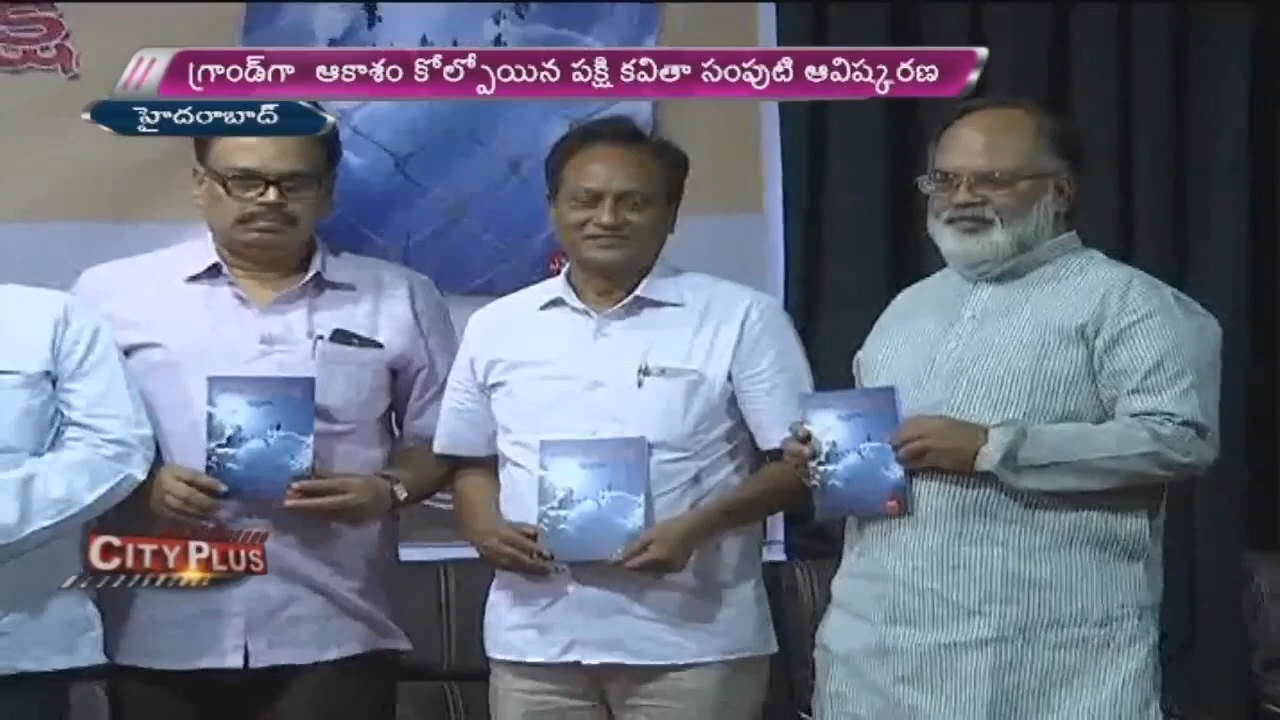 గ్రాండ్‌గా ఆకాశం కోల్పోయిన పక్షి కవితా సంపుటి ఆవిష్కరణ
హైదరాబాద్
CITY PLUS